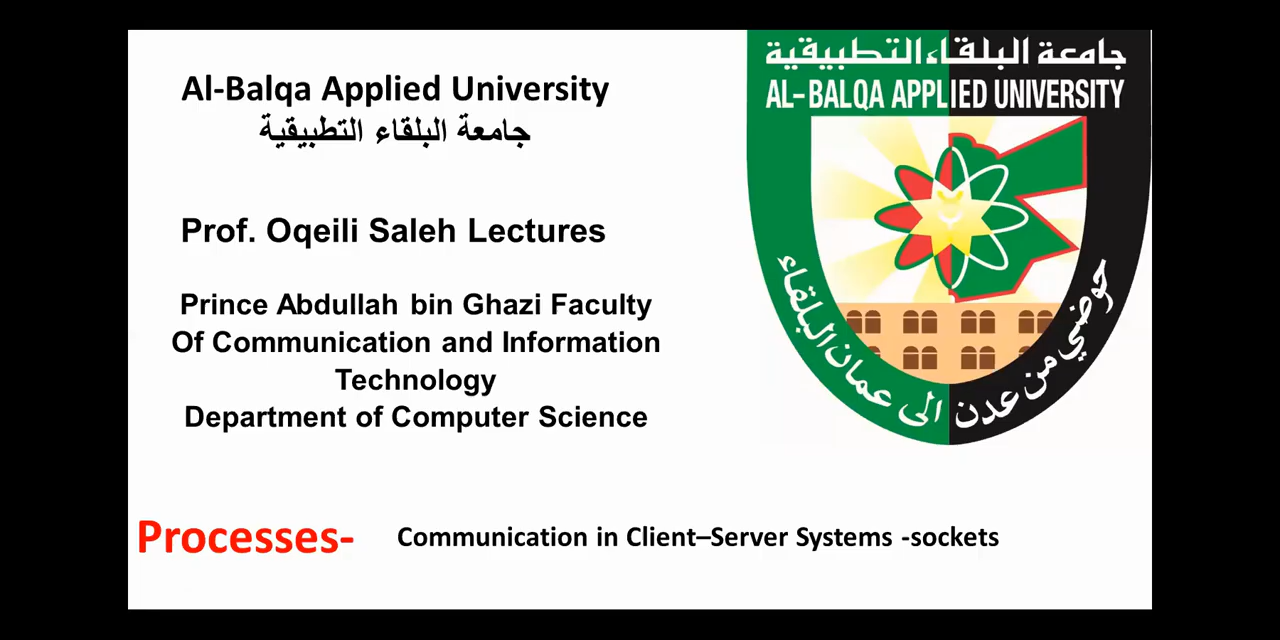 Al-Balqa Applied University
جامعة البلقاء التطبيقية
Prof. Oqeili Saleh Lectures
Prince Abdullah bin Ghazi Faculty
Of Communication and Information
Technology
Department of Computer Science
جامعة البلقاء التطبيقية
AL-BALQA APPLIED UNIVERSITY
حوضي من عدن الى عمان البلقاء
Processes- Communication in Client–Server Systems -sockets